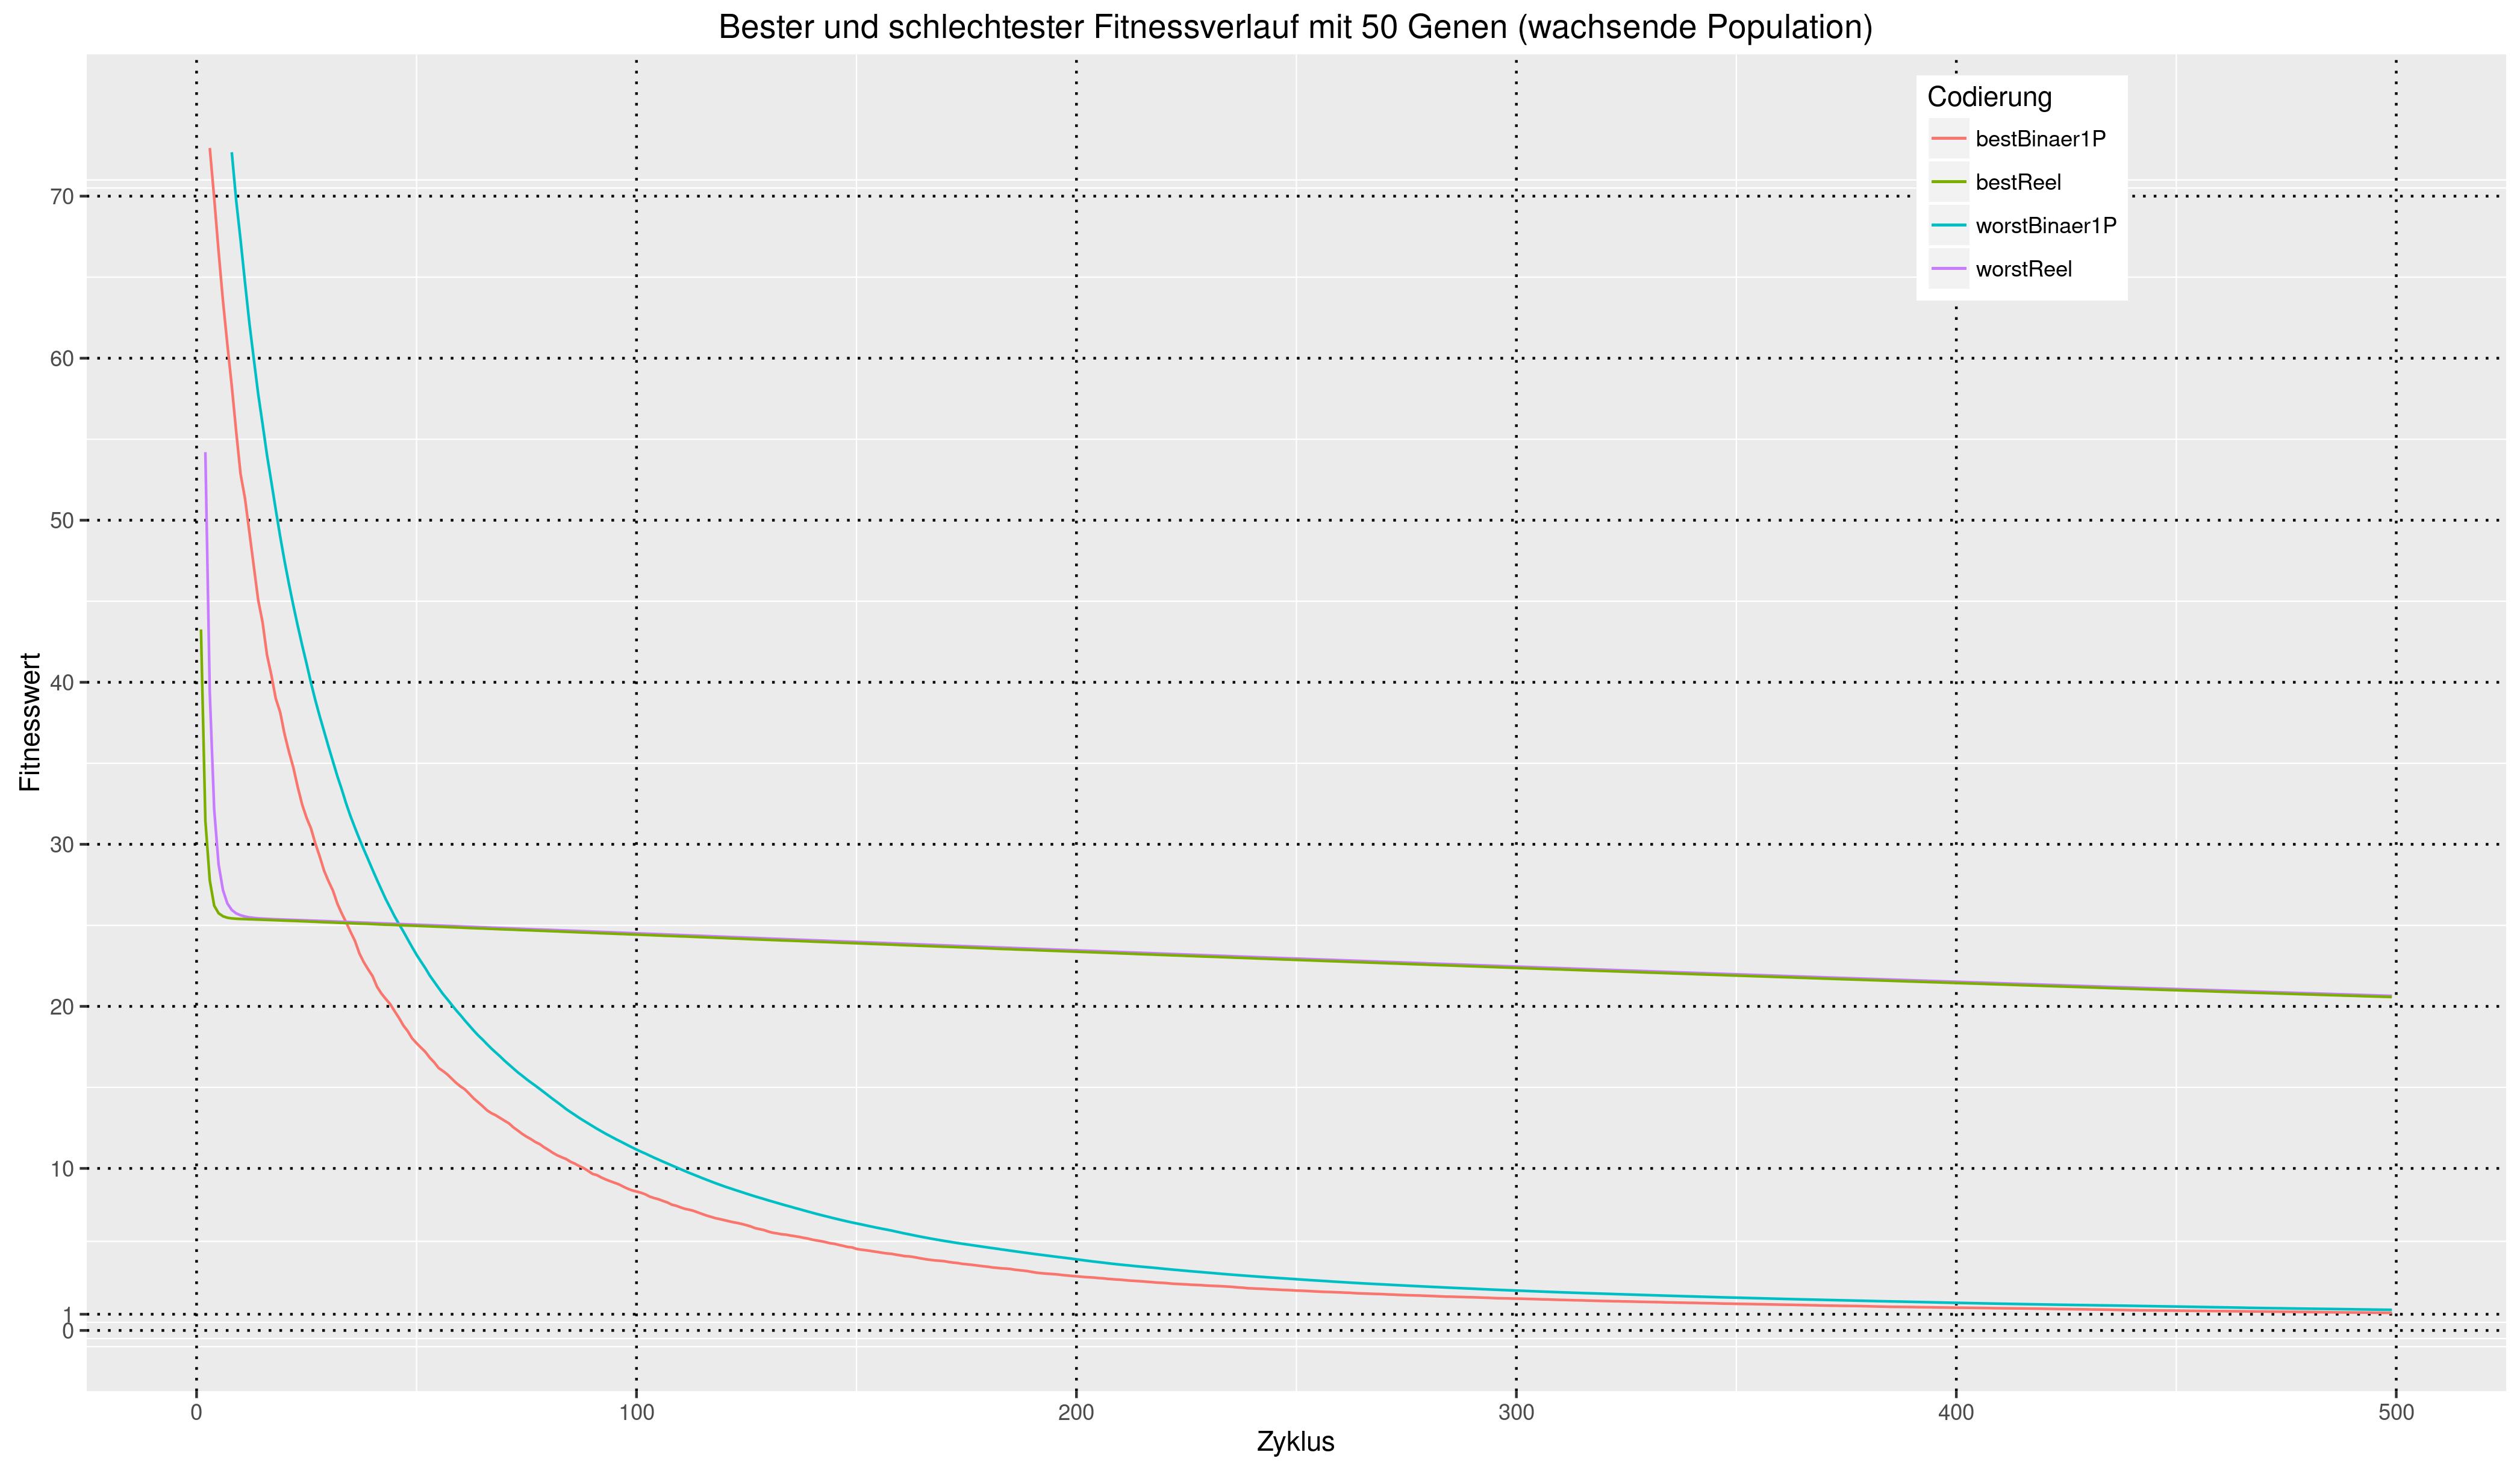 Bester und schlechtester Fitnessverlauf mit 50 Genen (wachsende Population)
Codierung
bestBinaer1P
bestReel
worstBinaer1P
worstReel
Fitnesswert
70
60
50
40
30
20
10
1
0
0 100 200 300 400 500
Zyklus